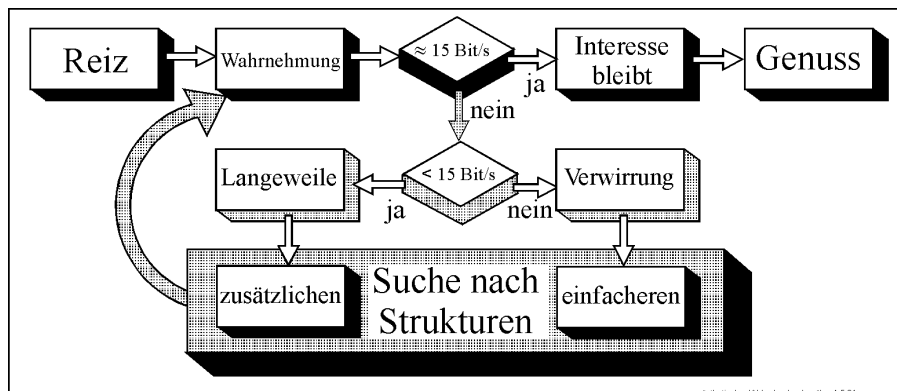 Reiz
Wahrnehmung
≈ 15 Bit/s
ja
Interesse
bleibt
Genuss
nein
< 15 Bit/s
ja
Langeweile
nein
Verwirrung
zusätzlichen
Suche nach
Strukturen
einfacheren